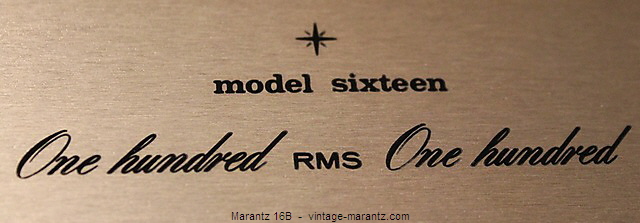 model sixteen
One hundred RMS One hundred
Marantz 16B - vintage-marantz.com